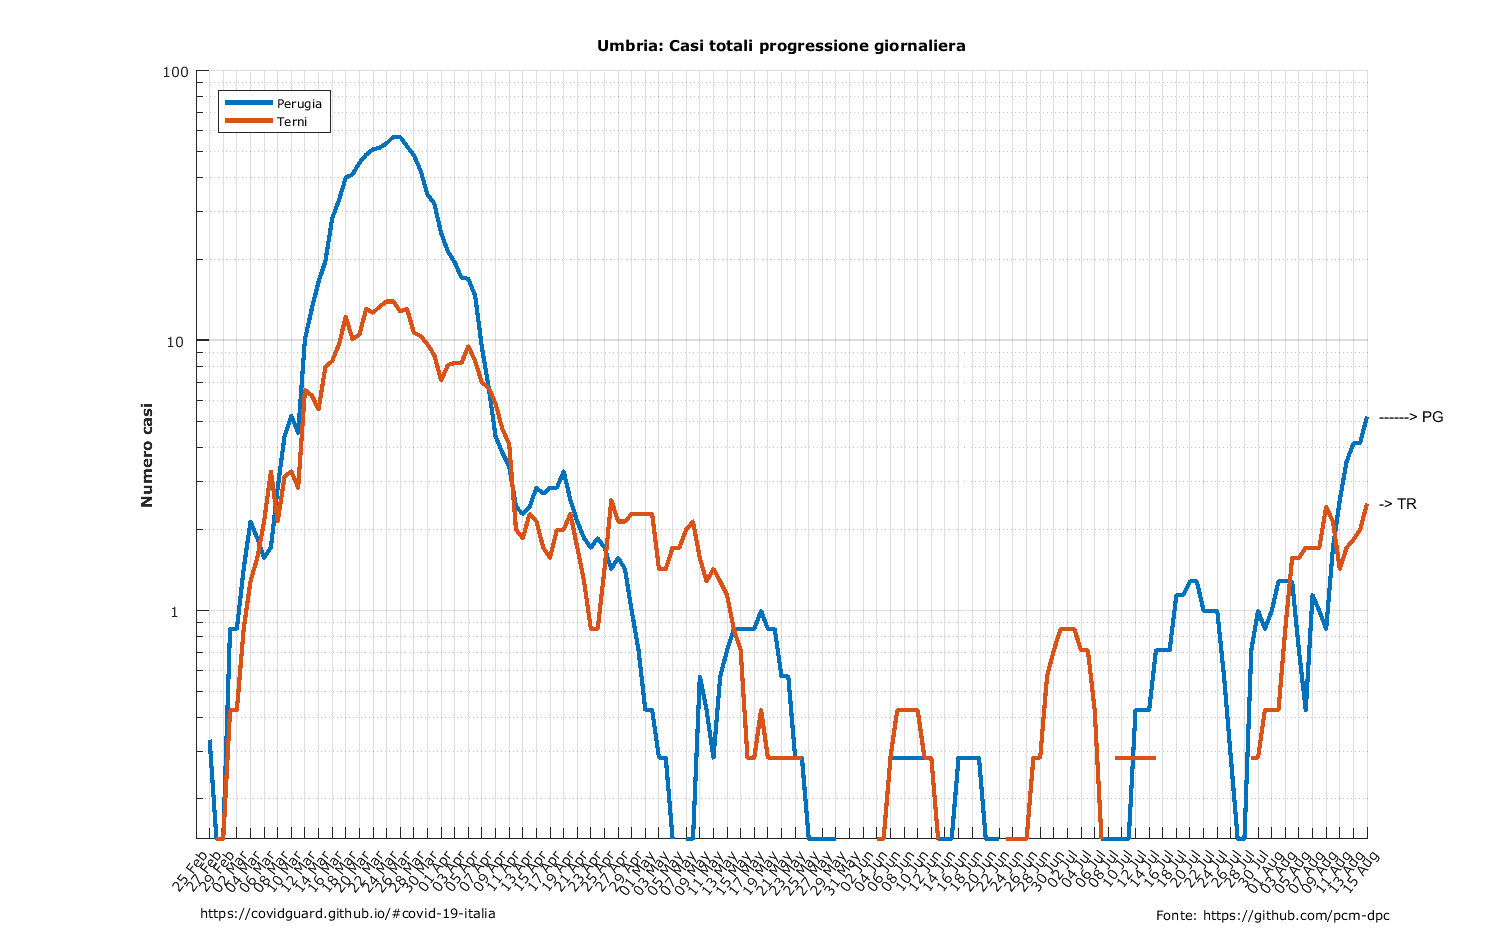 Umbria: Casi totali progressione giornaliera
100
10
1
Numero casi
Perugia
Terni
------> PG
-> TR
25 Feb
27 Feb
29 Feb
02 Mar
04 Mar
06 Mar
08 Mar
10 Mar
12 Mar
14 Mar
16 Mar
18 Mar
20 Mar
22 Mar
24 Mar
26 Mar
28 Mar
30 Mar
01 Apr
03 Apr
05 Apr
07 Apr
09 Apr
11 Apr
13 Apr
15 Apr
17 Apr
19 Apr
21 Apr
23 Apr
25 Apr
27 Apr
29 Apr
01 May
03 May
05 May
07 May
09 May
11 May
13 May
15 May
17 May
19 May
21 May
23 May
25 May
27 May
29 May
31 May
02 Jun
04 Jun
06 Jun
08 Jun
10 Jun
12 Jun
14 Jun
16 Jun
18 Jun
20 Jun
22 Jun
24 Jun
26 Jun
28 Jun
30 Jun
02 Jul
04 Jul
06 Jul
08 Jul
10 Jul
12 Jul
14 Jul
16 Jul
18 Jul
20 Jul
22 Jul
24 Jul
26 Jul
28 Jul
30 Jul
01 Aug
03 Aug
05 Aug
07 Aug
09 Aug
11 Aug
13 Aug
15 Aug
https://covidguard.github.io/#covid-19-italia
Fonte: https://github.com/pcm-dpc